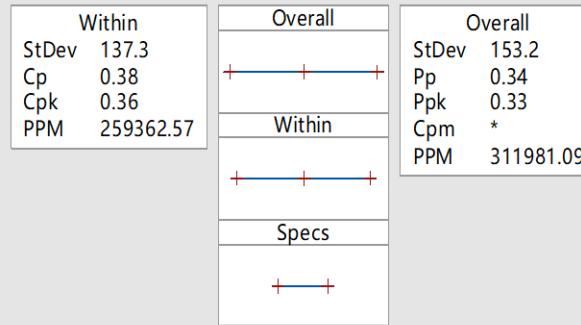 Within
StDev 137.3
Cp 0.38
Cpk 0.36
PPM 259362.57
Overall
Within
Specs
Overall
StDev 153.2
Pp 0.34
Ppk 0.33
Cpm *
PPM 311981.09